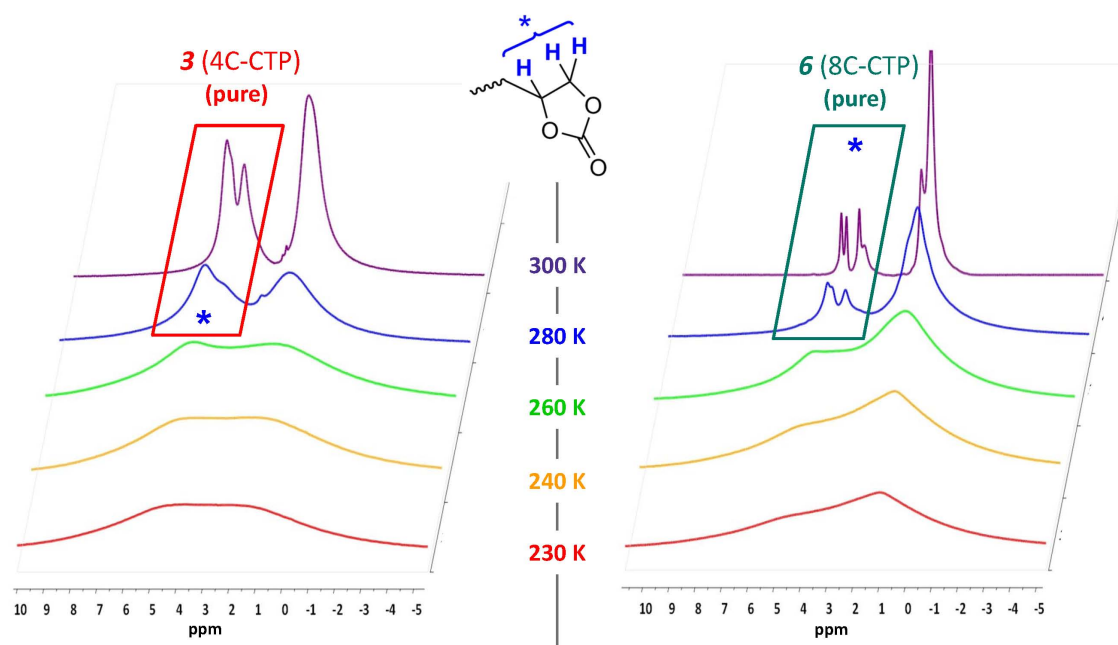 3 (4C-CTP)
(pure)
*
H
H
H
O
O
O
6 (8C-CTP)
(pure)
*
*
300 K
280 K
260 K
240 K
230 K
10 9 8 7 6 5 4 3 2 1 0 -1 -2 -3 -4 -5
ppm
10 9 8 7 6 5 4 3 2 1 0 -1 -2 -3 -4 -5
ppm